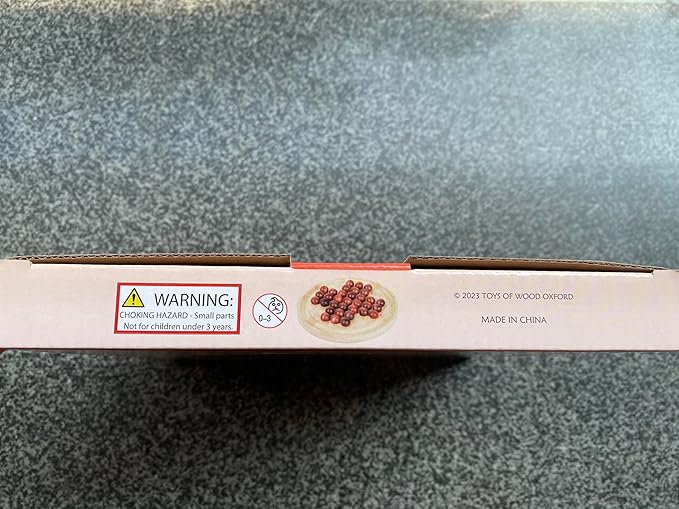 WARNING:
CHOKING HAZARD - Small parts
Not for children under 3 years.
0-3
© 2023 TOYS OF WOOD OXFORD
MADE IN CHINA